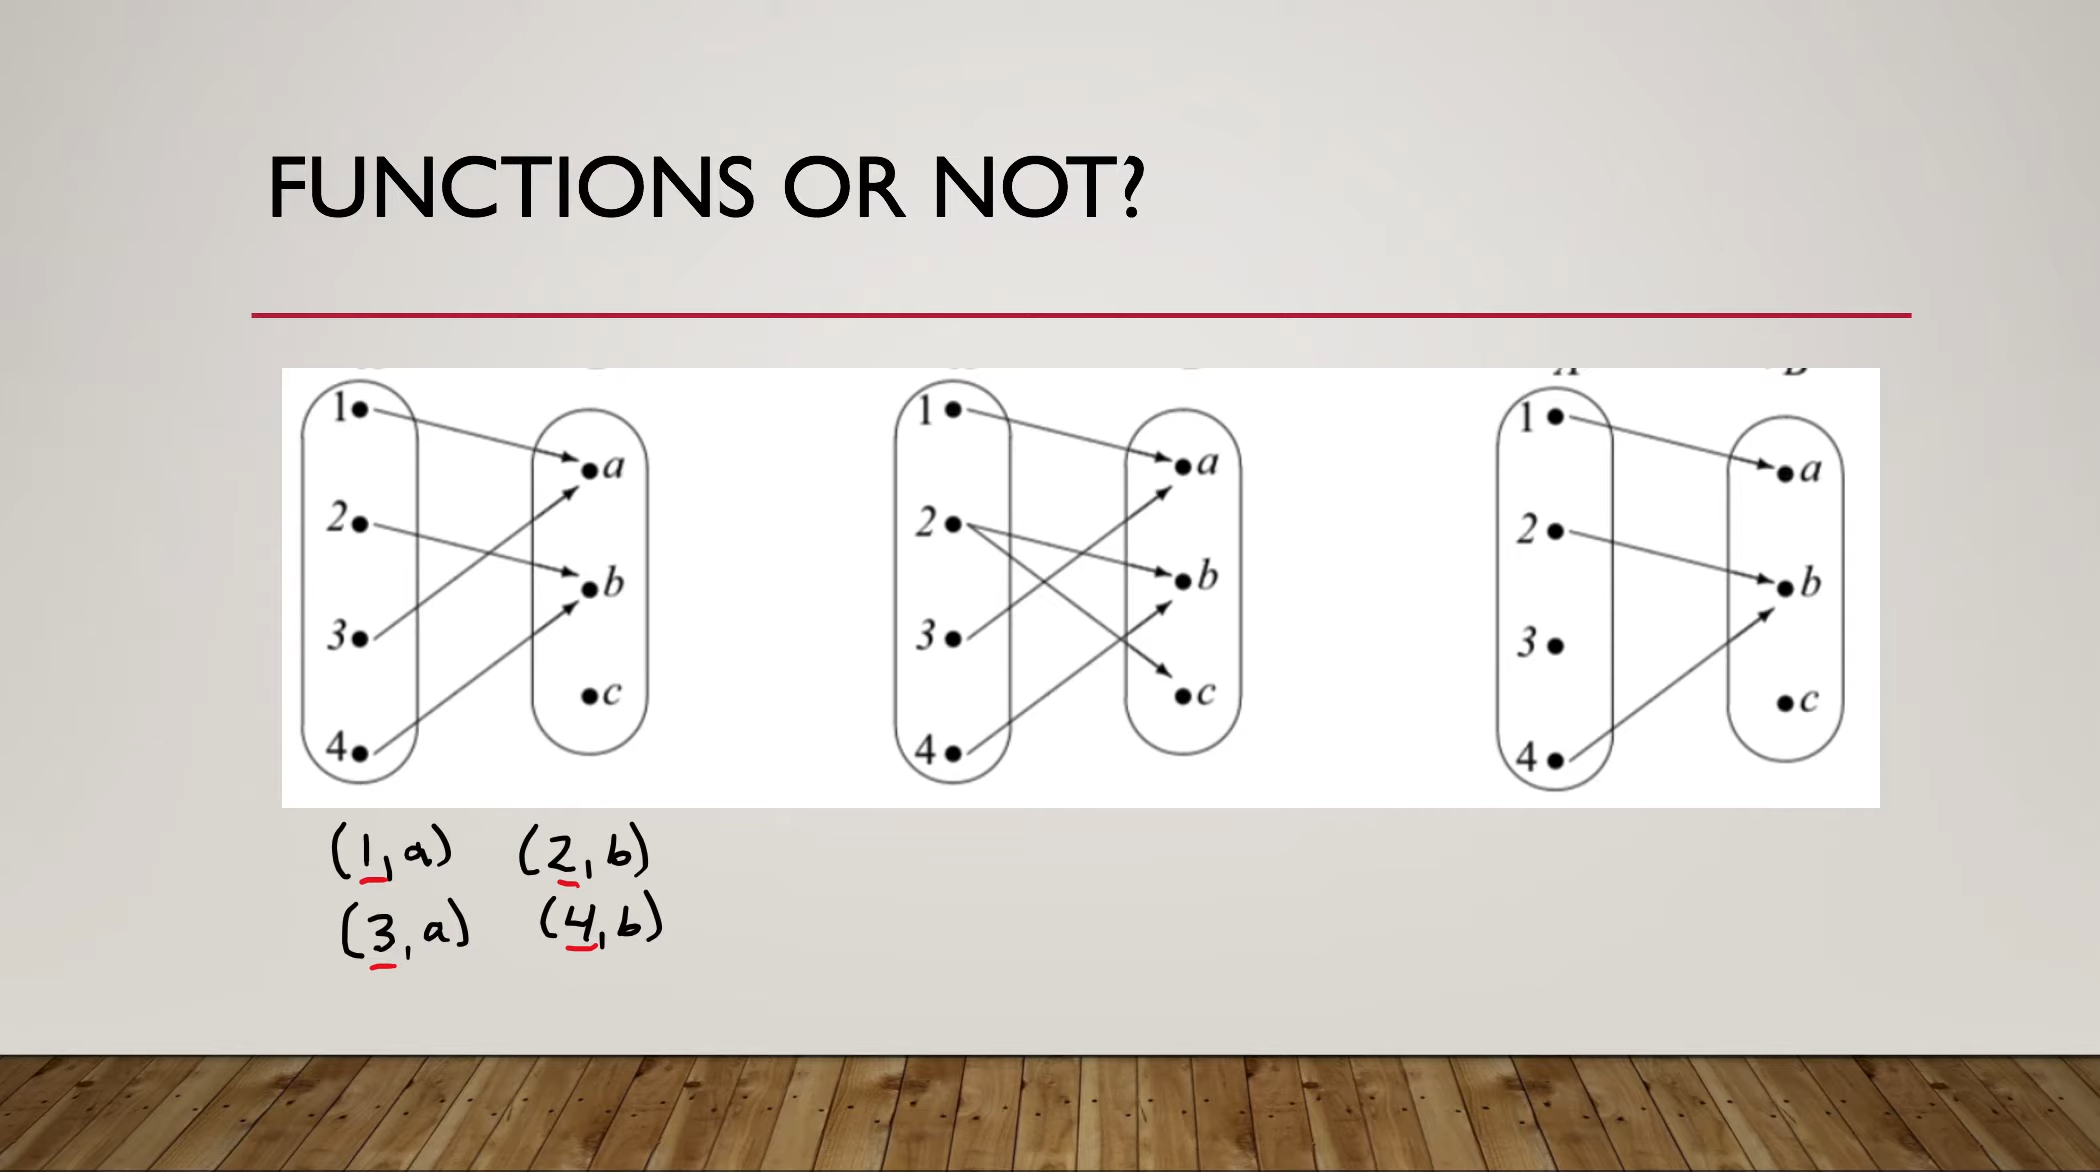 FUNCTIONS OR NOT?
A B
1 a
2 b
3 c
4
1 a
2 b
3 c
4
1 a
2 b
3 c
4
(1, a) (2, b)
(3, a) (4, b)